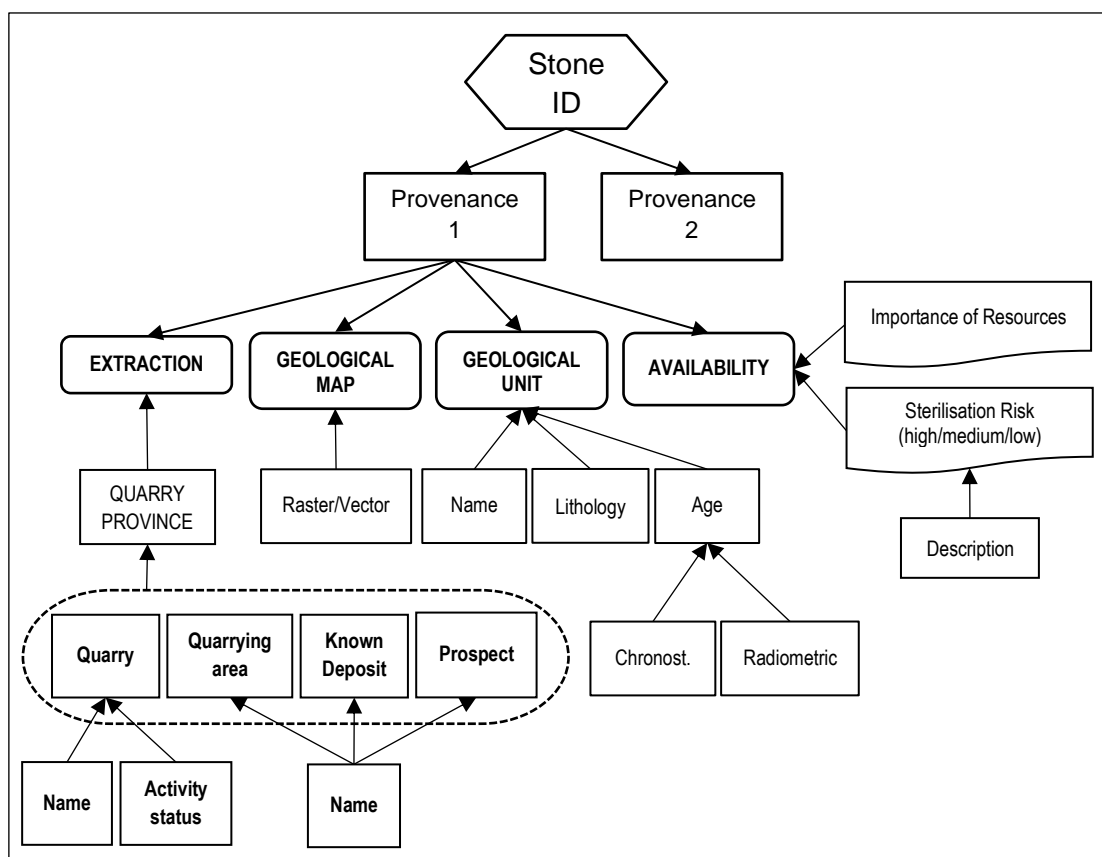 Stone
ID
Provenance
1
Provenance
2
Importance of Resources
EXTRACTION
GEOLOGICAL
MAP
GEOLOGICAL
UNIT
AVAILABILITY
Sterilisation Risk
(high/medium/low)
QUARRY
PROVINCE
Raster/Vector
Name
Lithology
Age
Description
Quarry
Quarrying
area
Known
Deposit
Prospect
Chronost.
Radiometric
Name
Activity
status
Name